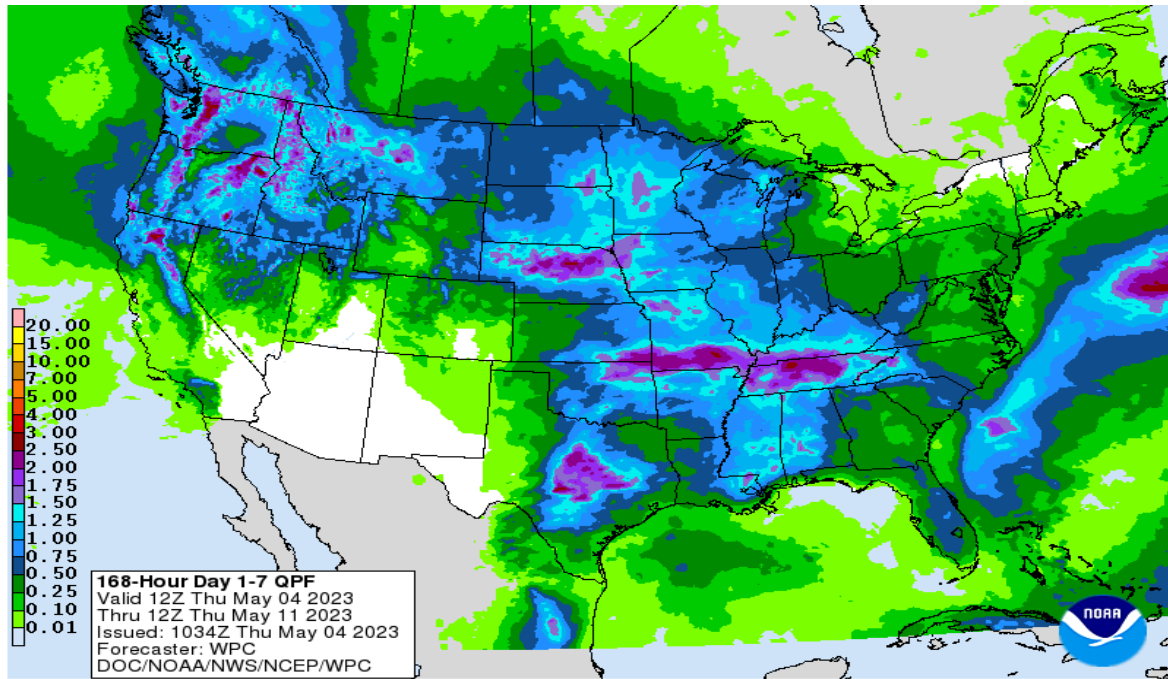 20.00
15.00
10.00
7.00
5.00
4.00
3.00
2.50
2.00
1.75
1.50
1.25
1.00
0.75
0.50
0.25
0.10
0.01
168-Hour Day 1-7 QPF
Valid 12Z Thu May 04 2023
Thru 12Z Thu May 11 2023
Issued: 1034Z Thu May 04 2023
Forecaster: WPC
DOC/NOAA/NWS/NCEP/WPC
NOAA